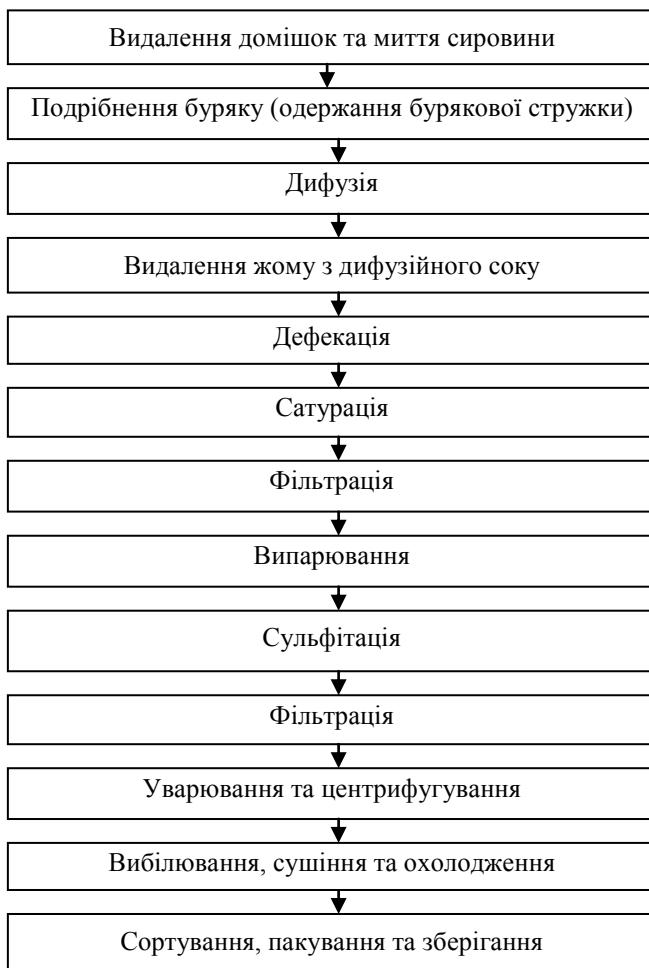 Видалення домішок та миття сировини
Подрібнення буряку (одержання бурякової стружки)
Дифузія
Видалення жому з дифузійного соку
Дефекація
Сатурація
Фільтрація
Випарювання
Сульфітація
Фільтрація
Уварювання та центрифугування
Вибілювання, сушіння та охолодження
Сортування, пакування та зберігання